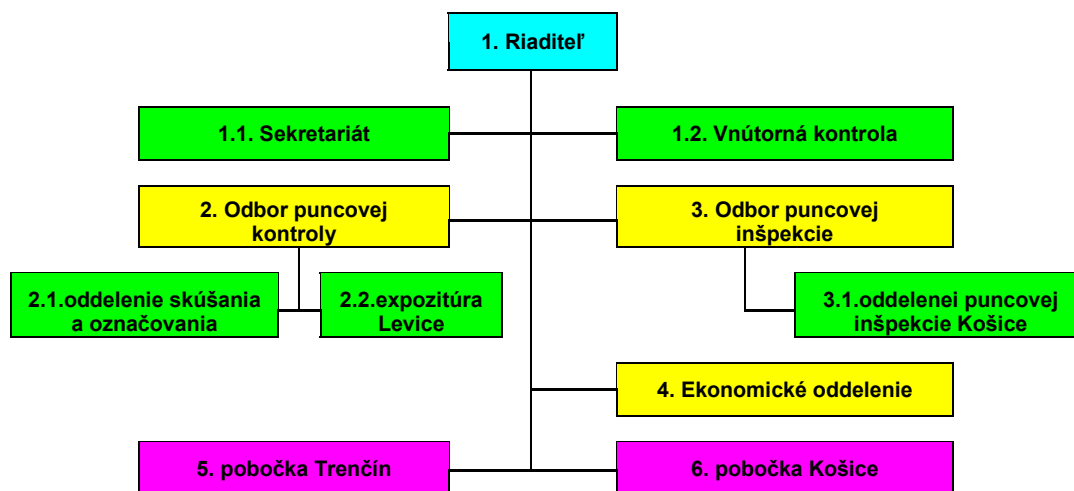 1. Riaditeľ
1.1. Sekretariát
1.2. Vnútorná kontrola
2. Odbor puncovej
kontroly
3. Odbor puncovej
inšpekcie
2.1.oddelenie skúšania
a označovania
2.2.expozitúra
Levice
3.1.oddelenei puncovej
inšpekcie Košice
4. Ekonomické oddelenie
5. pobočka Trenčín
6. pobočka Košice